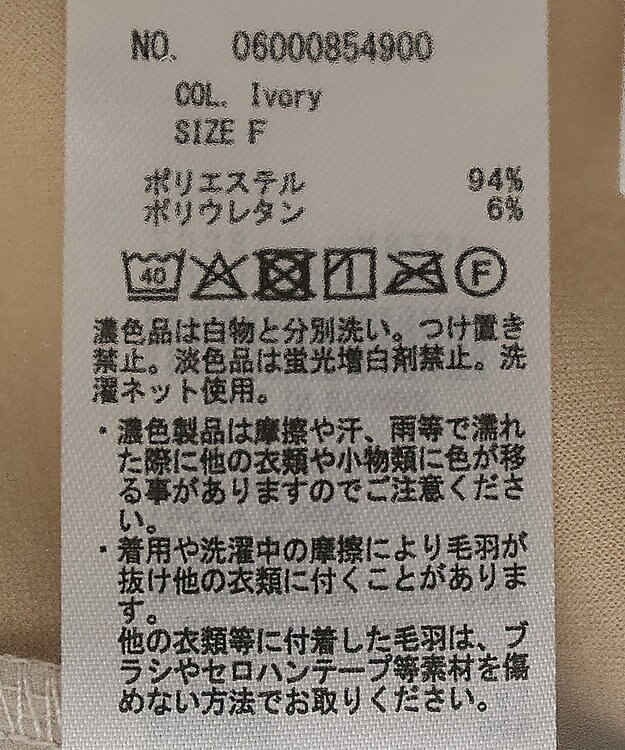 NO. 06000854900
COL. Ivory
SIZE F
ポリエステル 94%
ポリウレタン 6%
40 F
濃色品は白物と分別洗い。つけ置き
禁止。淡色品は蛍光増白剤禁止。洗
濯ネット使用。
・濃色製品は摩擦や汗、雨等で濡れ
た際に他の衣類や小物類に色が移
る事がありますのでご注意くださ
い。
・着用や洗濯中の摩擦により毛羽が
抜け他の衣類に付くことがありま
す。
他の衣類等に付着した毛羽は、ブ
ラシやセロハンテープ等素材を傷
めない方法でお取りください。